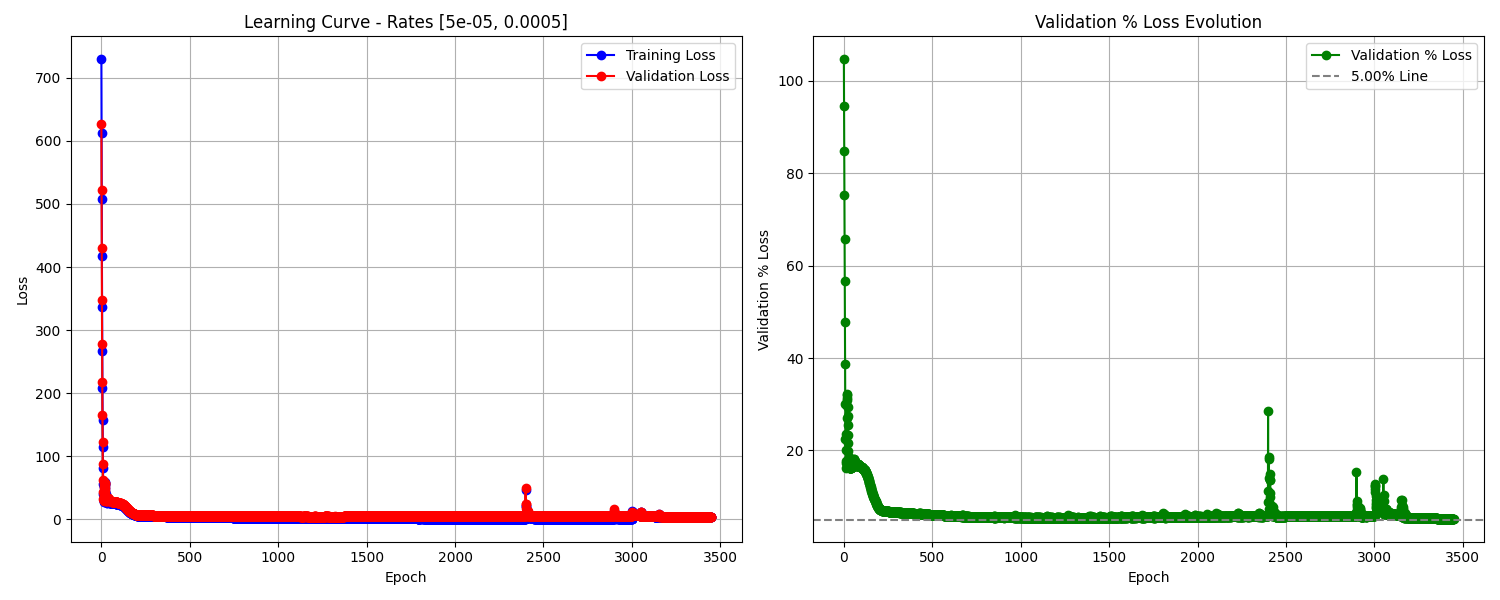 Learning Curve - Rates [5e-05, 0.0005]
Training Loss
Validation Loss
Loss
700
600
500
400
300
200
100
0
0 500 1000 1500 2000 2500 3000 3500
Epoch
Validation % Loss Evolution
Validation % Loss
5.00% Line
Validation % Loss
100
80
60
40
20
0 500 1000 1500 2000 2500 3000 3500
Epoch